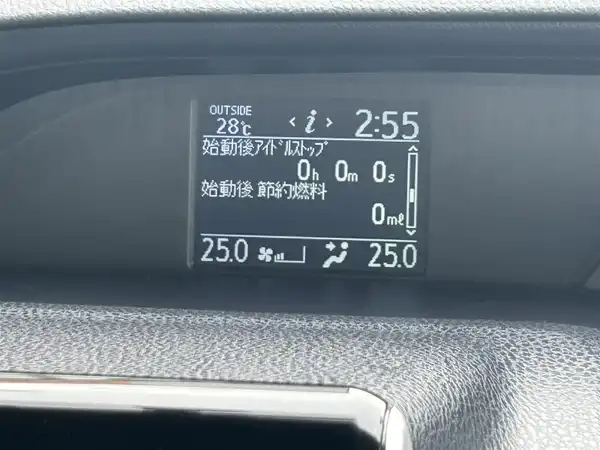 OUTSIDE
28℃ < i > 2:55
始動後アイドルストップ
0h 0m 0s
始動後 節約燃料
0mℓ
25.0 25.0